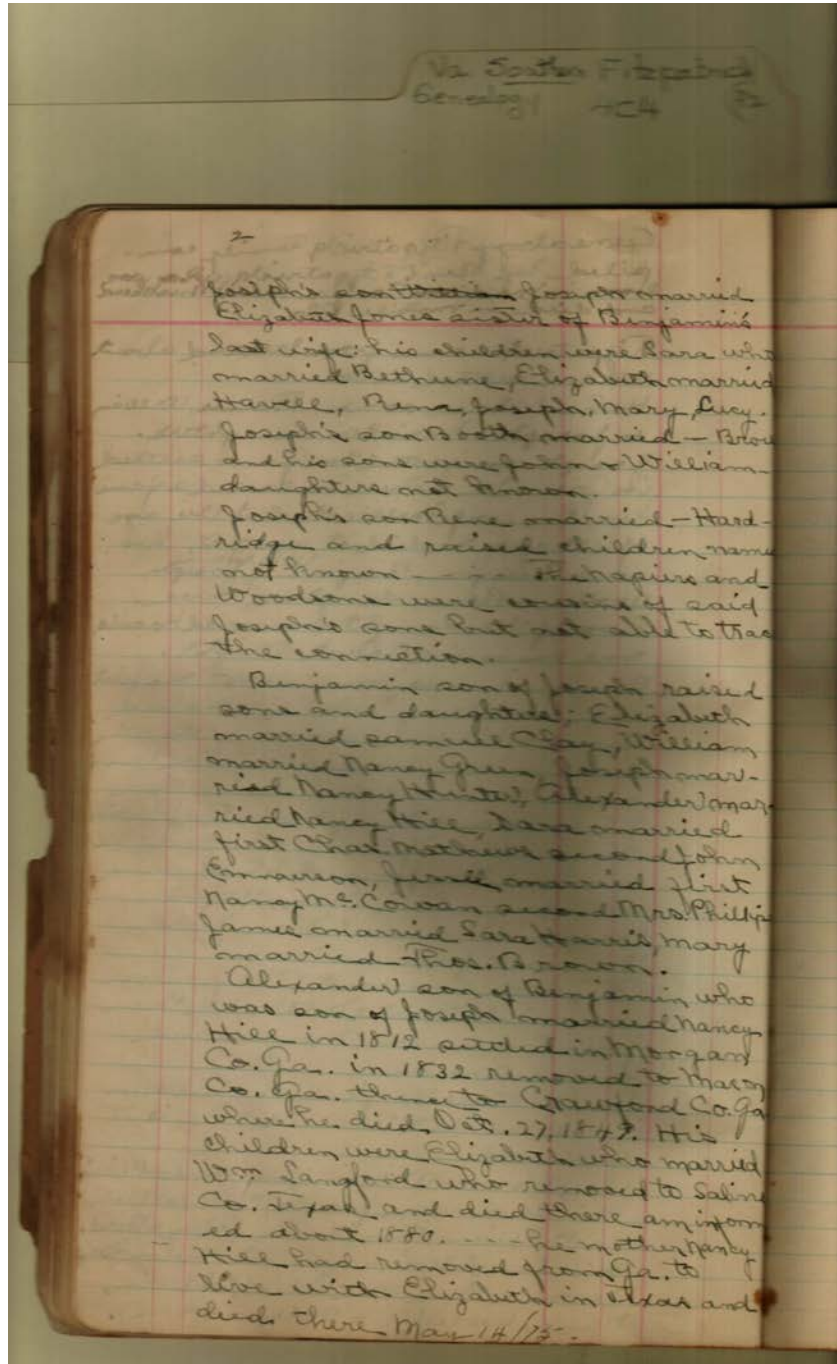 Va Fitzpatrick
Genealogy
2
Joseph's son William Joseph married
Elizabeth Jones sister of Benjamin's
last wife: his children were Sara who
married Bethune, Elizabeth married
Havell, Rena, Joseph, Mary, Lucy.
Joseph's son Booth married — Brow
and his sons were John & William
daughters not known.
Joseph's son Rene married — Hard-
ridge and raised children name
not known — - - The Napiers and
Woodsons were cousins of said
Joseph's sons but not able to trac
the connection.
Benjamin son of Joseph raised
sons and daughters: Elizabeth
married Samuel Clay, William
married Nancy Green, Joseph mar-
ried Nancy Hunter, Alexander mar-
ried Nancy Hill, Sara married
first Chas. Mathews second John
Emmerson, married first
Nancy Mc. Cowan second Mrs. Phillip
James married Sara Harris, Mary
married Thos. Brown.
Alexander son of Benjamin who
was son of Joseph married Nancy
Hill in 1812 settled in Morgan
Co. Ga. in 1832 removed to Macon
Co. Ga. thence to Crawford Co. Ga
where he died Oct. 27, 1847. His
children were Elizabeth who married
Wm Langford who removed to Saline
Co. Texas and died there am inform
ed about 1880. - - - - he mother Nancy
Hill had removed from Ga. to
live with Elizabeth in Texas and
died there May 14/75.